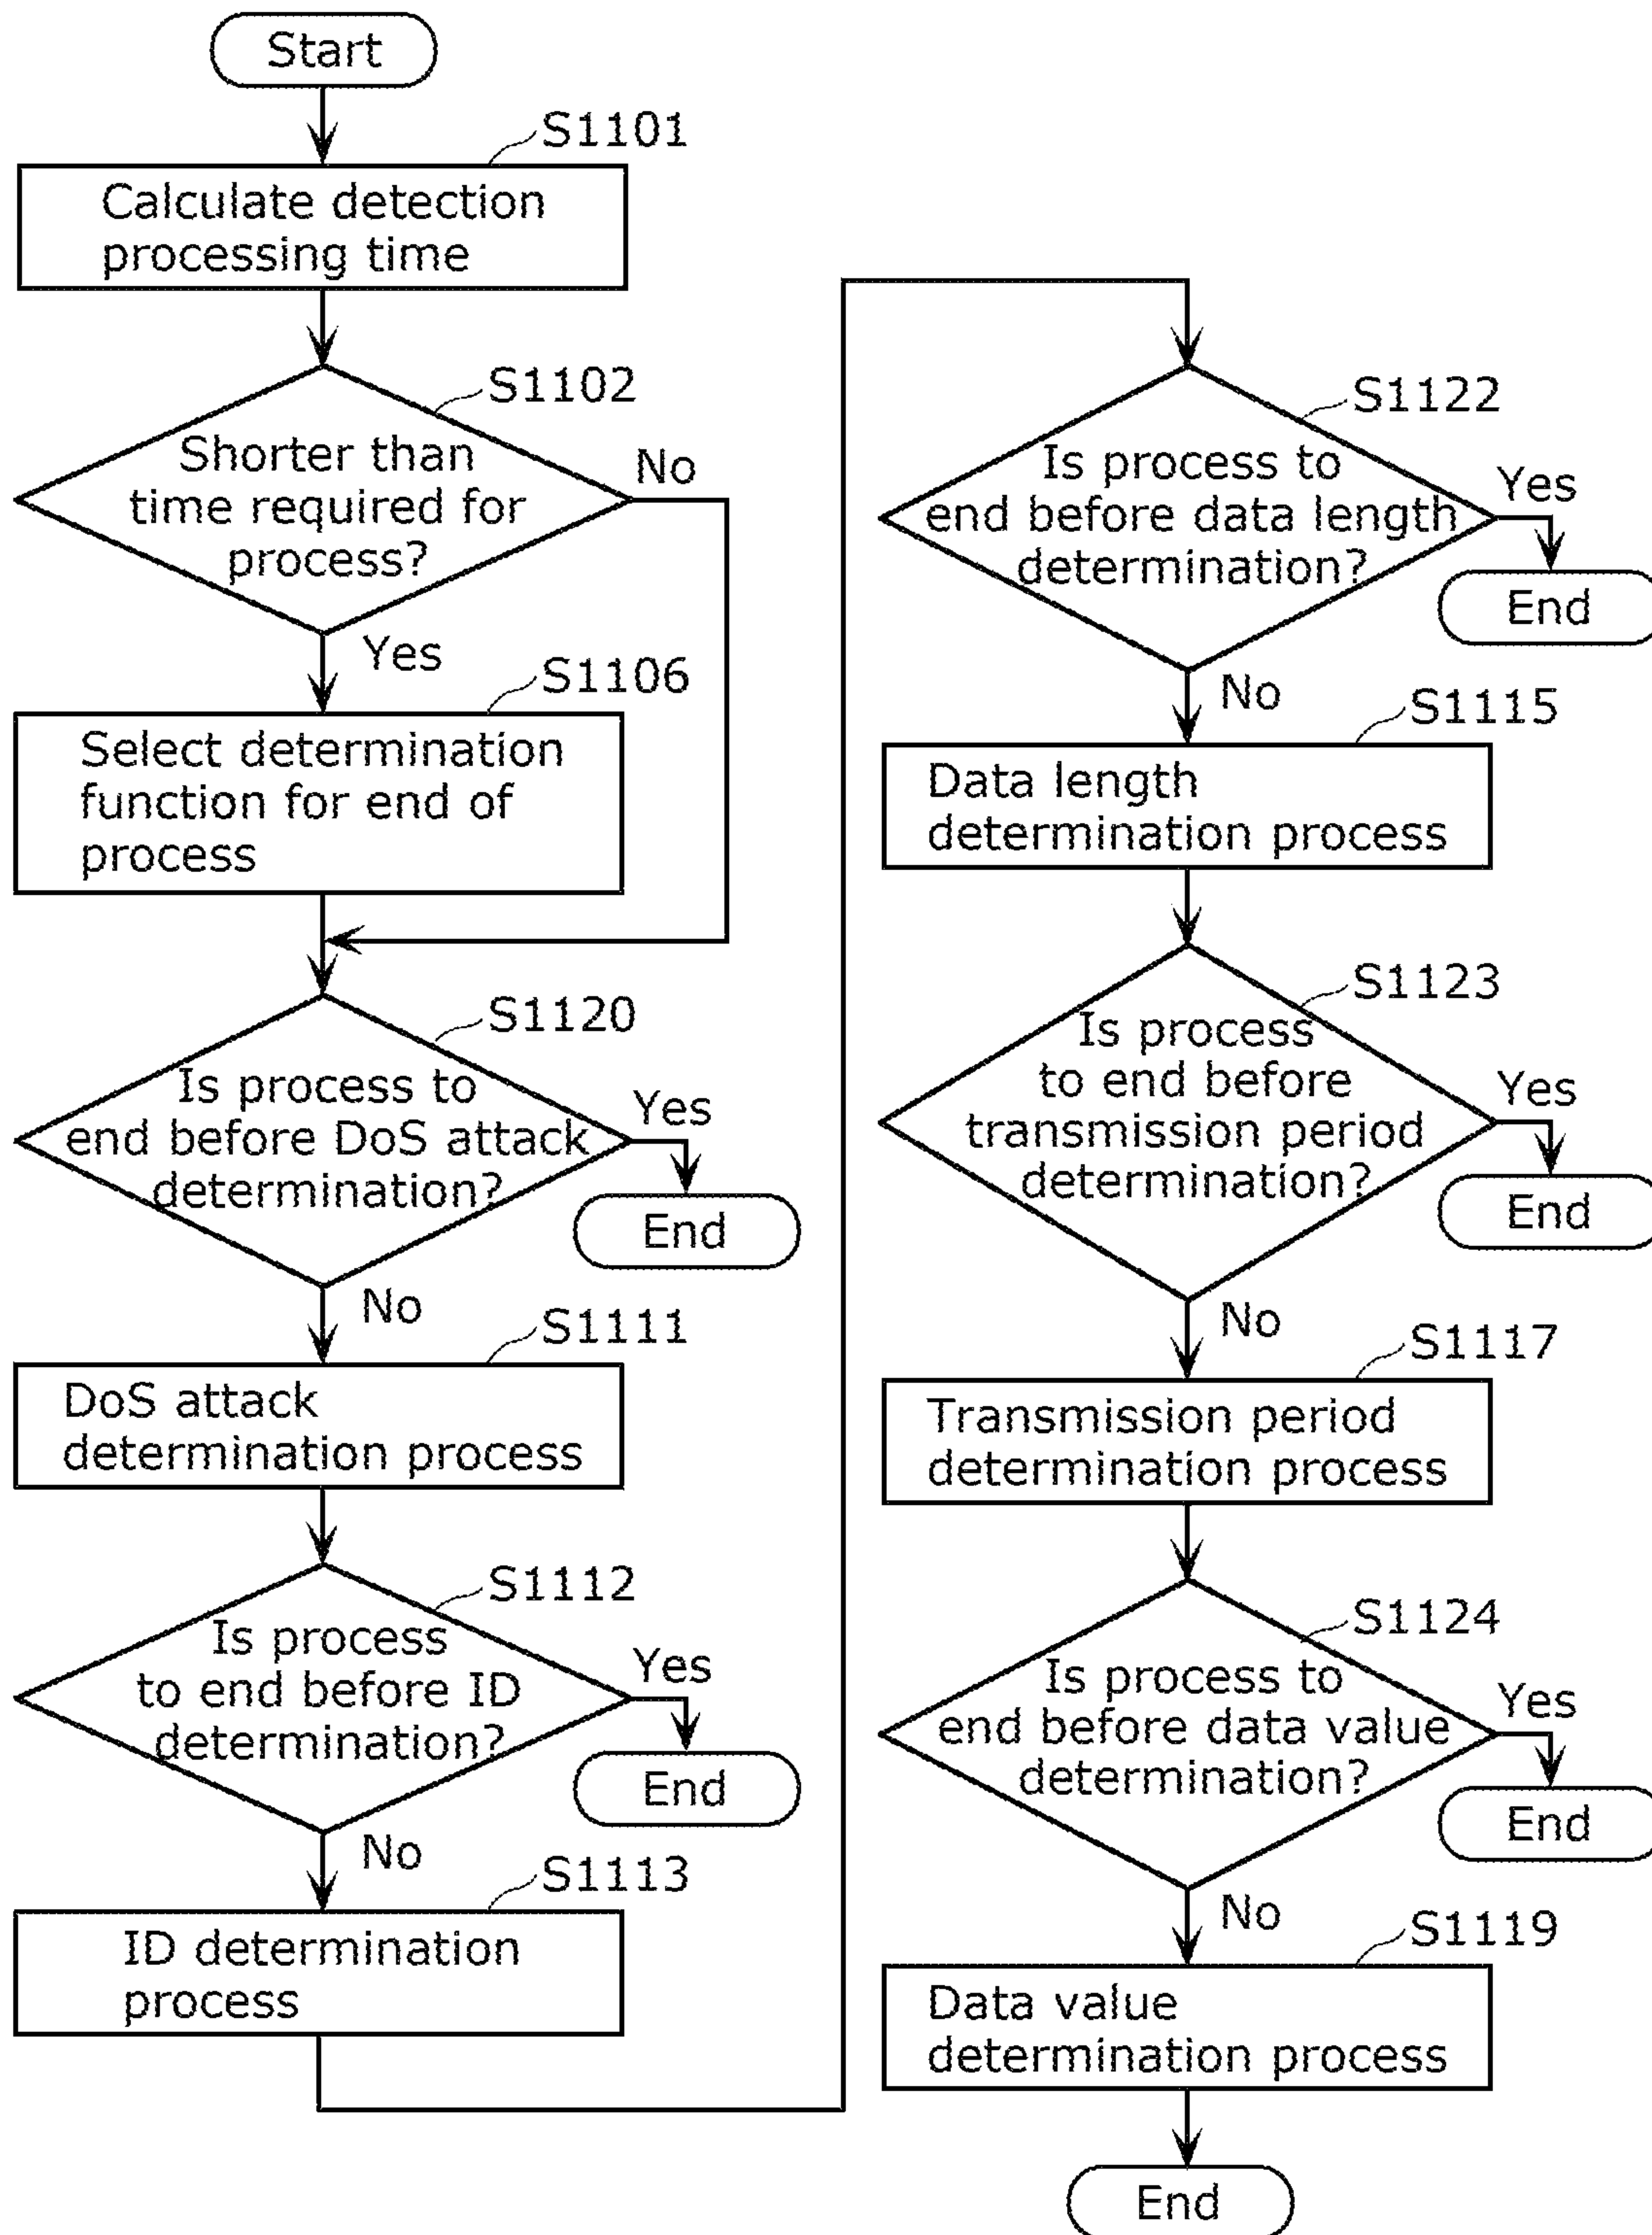 Start
S1101
Calculate detection
processing time
S1102
Shorter than
time required for
process?
No
Yes
S1106
Select determination
function for end of
process
S1120
Is process to
end before DoS attack
determination?
Yes
End
No
S1111
DoS attack
determination process
S1112
Is process
to end before ID
determination?
Yes
End
No
S1113
ID determination
process
S1122
Is process to
end before data length
determination?
Yes
End
No
S1115
Data length
determination process
S1123
Is process
to end before
transmission period
determination?
Yes
End
No
S1117
Transmission period
determination process
S1124
Is process to
end before data value
determination?
Yes
End
No
S1119
Data value
determination process
End